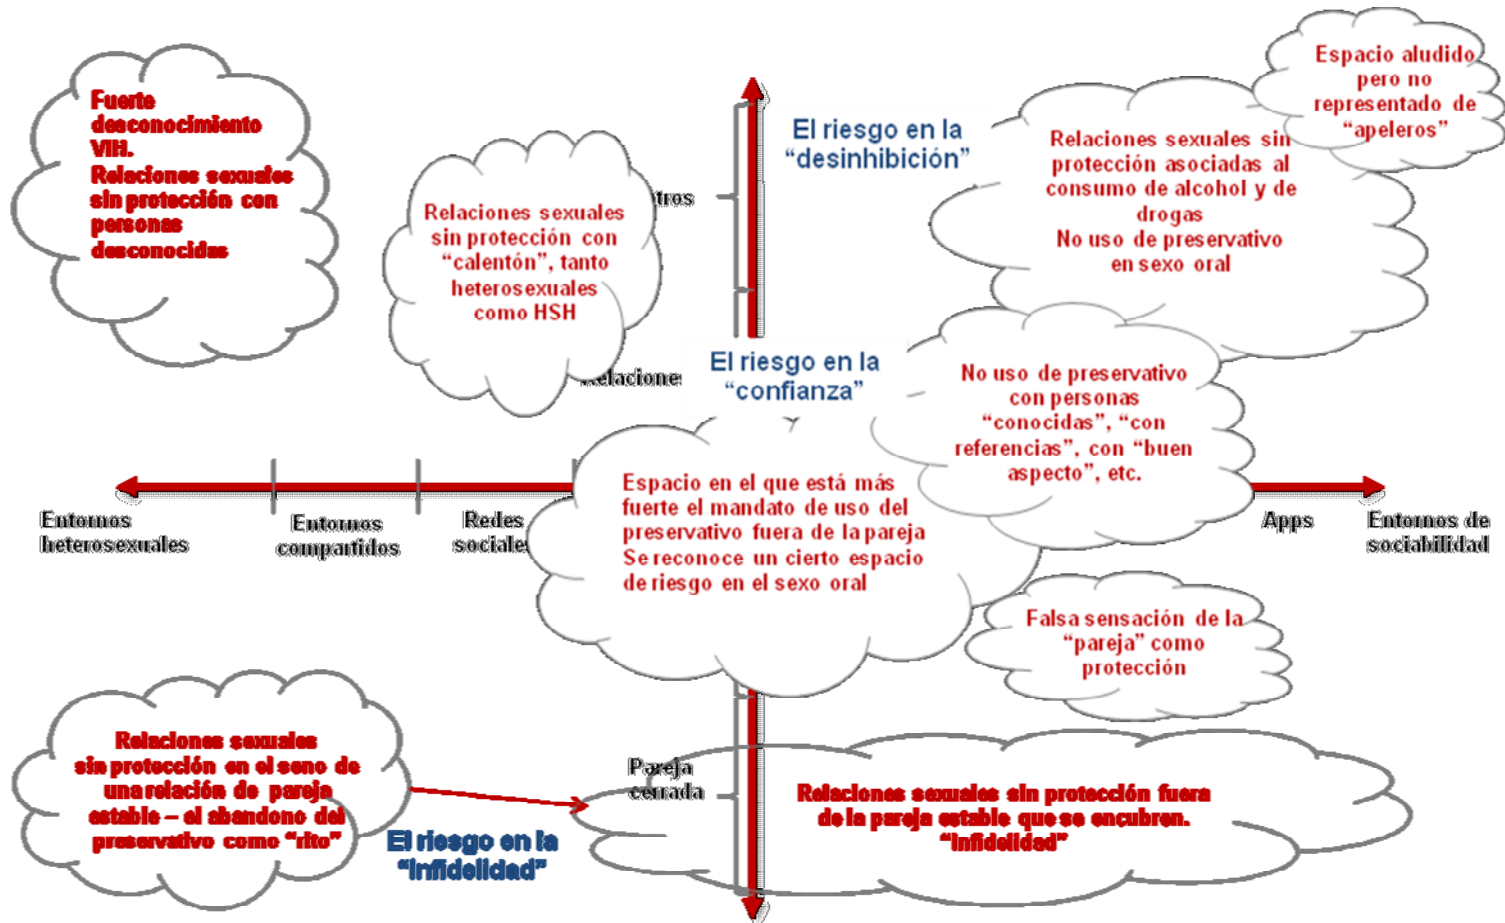 Espacio aludido
pero no
representado de
“apeleros”
Fuerte
desconocimiento
VIH.
Relaciones sexuales
sin protección con
personas
desconocidas
El riesgo en la
“desinhibición”
Relaciones sexuales sin
protección asociadas al
consumo de alcohol y de
drogas
No uso de preservativo
en sexo oral
Relaciones sexuales
sin protección con
“calentón”, tanto
heterosexuales
como HSH
El riesgo en la
“confianza”
Relaciones
No uso de preservativo
con personas
“conocidas”, “con
referencias”, con “buen
aspecto”, etc.
Espacio en el que está más
fuerte el mandato de uso del
preservativo fuera de la pareja
Se reconoce un cierto espacio
de riesgo en el sexo oral
Entornos
heterosexuales
Entornos
compartidos
Redes
sociales
Apps
Entornos de
sociabilidad
Falsa sensación de la
“pareja” como
protección
Relaciones sexuales
sin protección en el seno de
una relación de pareja
estable – el abandono del
preservativo como “rito”
El riesgo en la
“infidelidad”
Pareja
cerrada
Relaciones sexuales sin protección fuera
de la pareja estable que se encubren.
“Infidelidad”